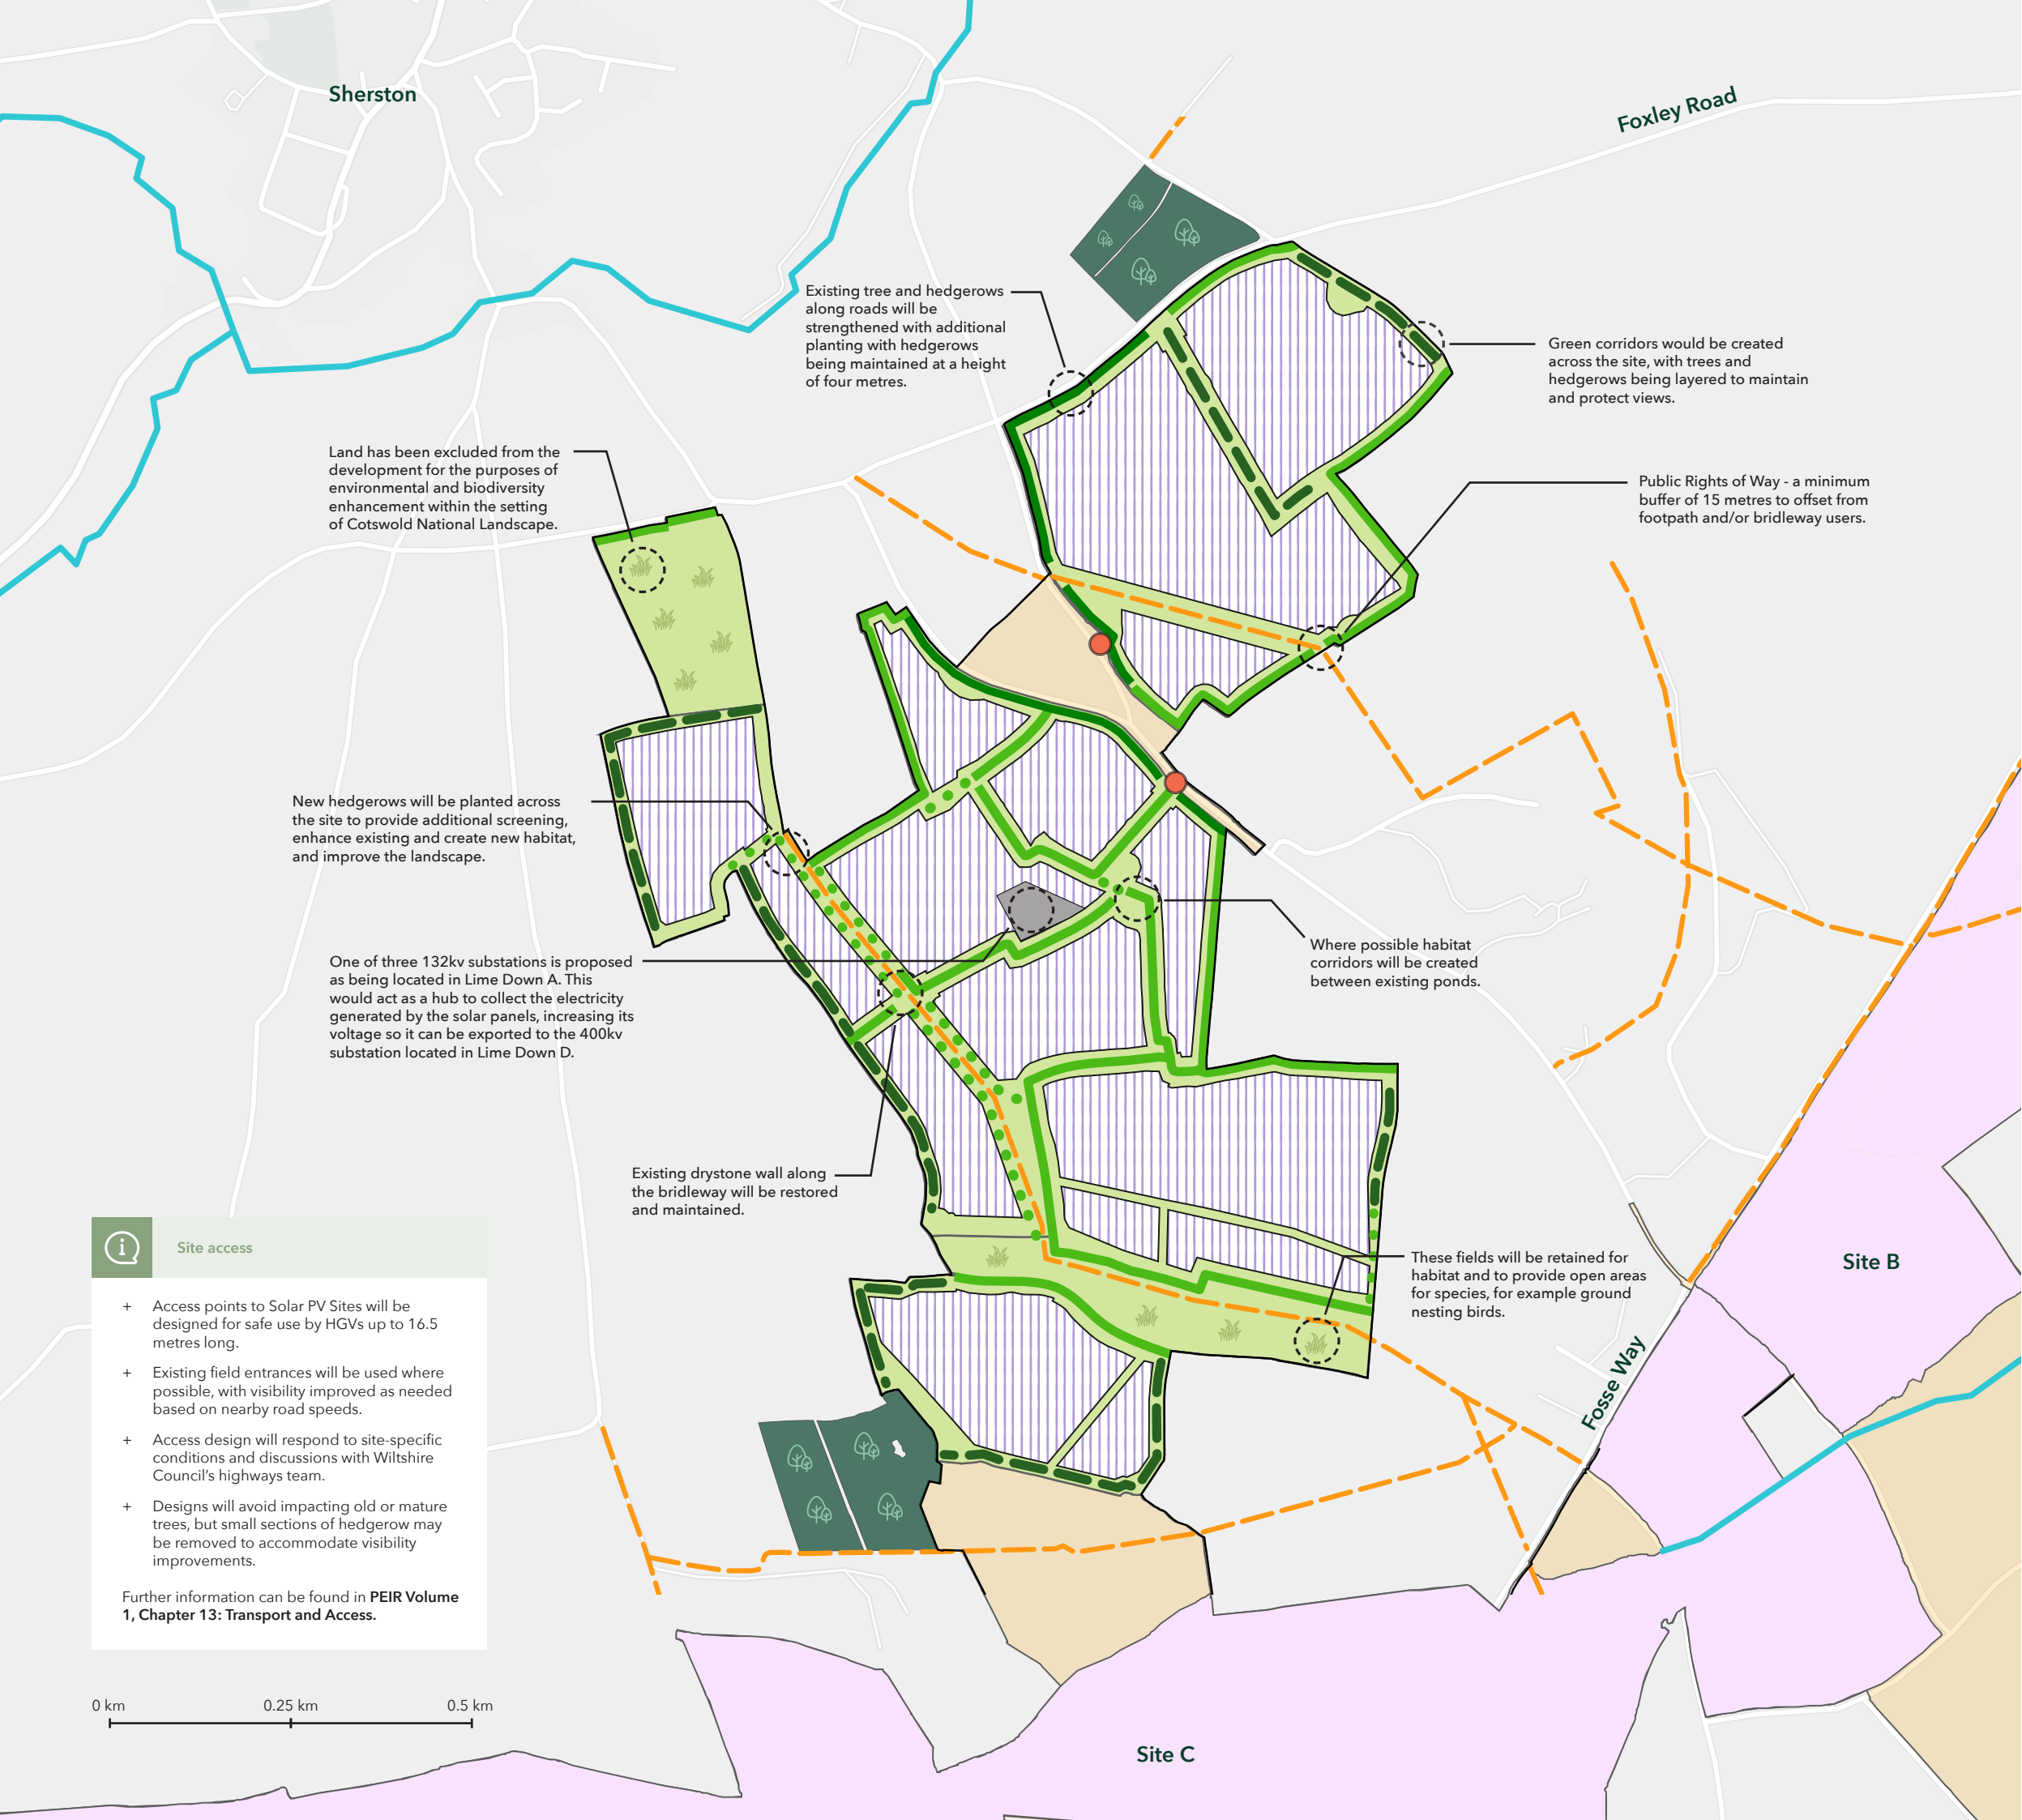 Sherston
Foxley Road
Existing tree and hedgerows
along roads will be
strengthened with additional
planting with hedgerows
being maintained at a height
of four metres.
Green corridors would be created
across the site, with trees and
hedgerows being layered to maintain
and protect views.
Land has been excluded from the
development for the purposes of
environmental and biodiversity
enhancement within the setting
of Cotswold National Landscape.
Public Rights of Way - a minimum
buffer of 15 metres to offset from
footpath and/or bridleway users.
New hedgerows will be planted across
the site to provide additional screening,
enhance existing and create new habitat,
and improve the landscape.
One of three 132kv substations is proposed
as being located in Lime Down A. This
would act as a hub to collect the electricity
generated by the solar panels, increasing its
voltage so it can be exported to the 400kv
substation located in Lime Down D.
Where possible habitat
corridors will be created
between existing ponds.
Existing drystone wall along
the bridleway will be restored
and maintained.
These fields will be retained for
habitat and to provide open areas
for species, for example ground
nesting birds.
Site B
Fosse Way
Site access
+ Access points to Solar PV Sites will be
designed for safe use by HGVs up to 16.5
metres long.
+ Existing field entrances will be used where
possible, with visibility improved as needed
based on nearby road speeds.
+ Access design will respond to site-specific
conditions and discussions with Wiltshire
Council's highways team.
+ Designs will avoid impacting old or mature
trees, but small sections of hedgerow may
be removed to accommodate visibility
improvements.
Further information can be found in PEIR Volume
1, Chapter 13: Transport and Access.
0 km 0.25 km 0.5 km
Site C